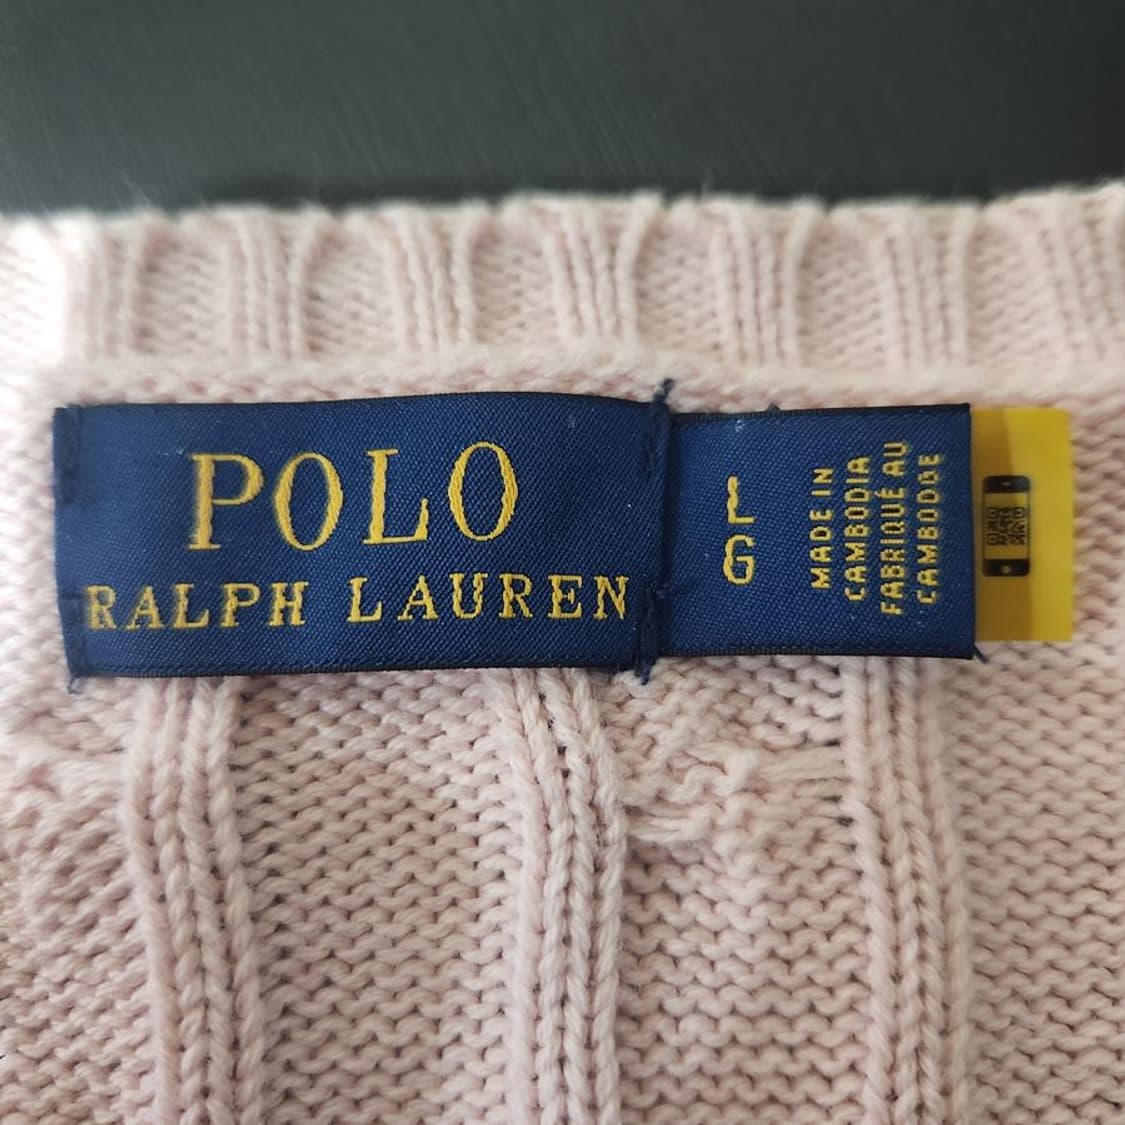 POLO
RALPH LAUREN
L
G
MADE IN
CAMBODIA
FABRIQUÉ AU
CAMBODGE